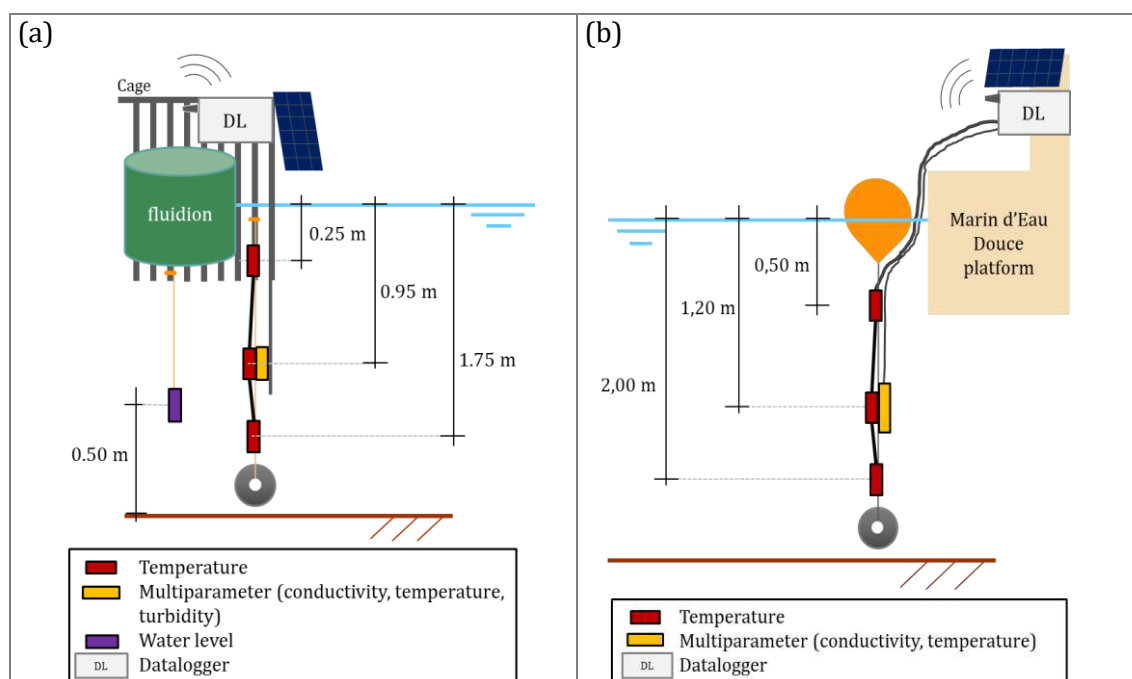 (a)
Cage
DL
fluidion
0.25 m
0.95 m
1.75 m
0.50 m
Temperature
Multiparameter (conductivity, temperature,
turbidity)
Water level
DL Datalogger
(b)
DL
Marin d'Eau
Douce
platform
0,50 m
1,20 m
2,00 m
Temperature
Multiparameter (conductivity, temperature)
DL Datalogger